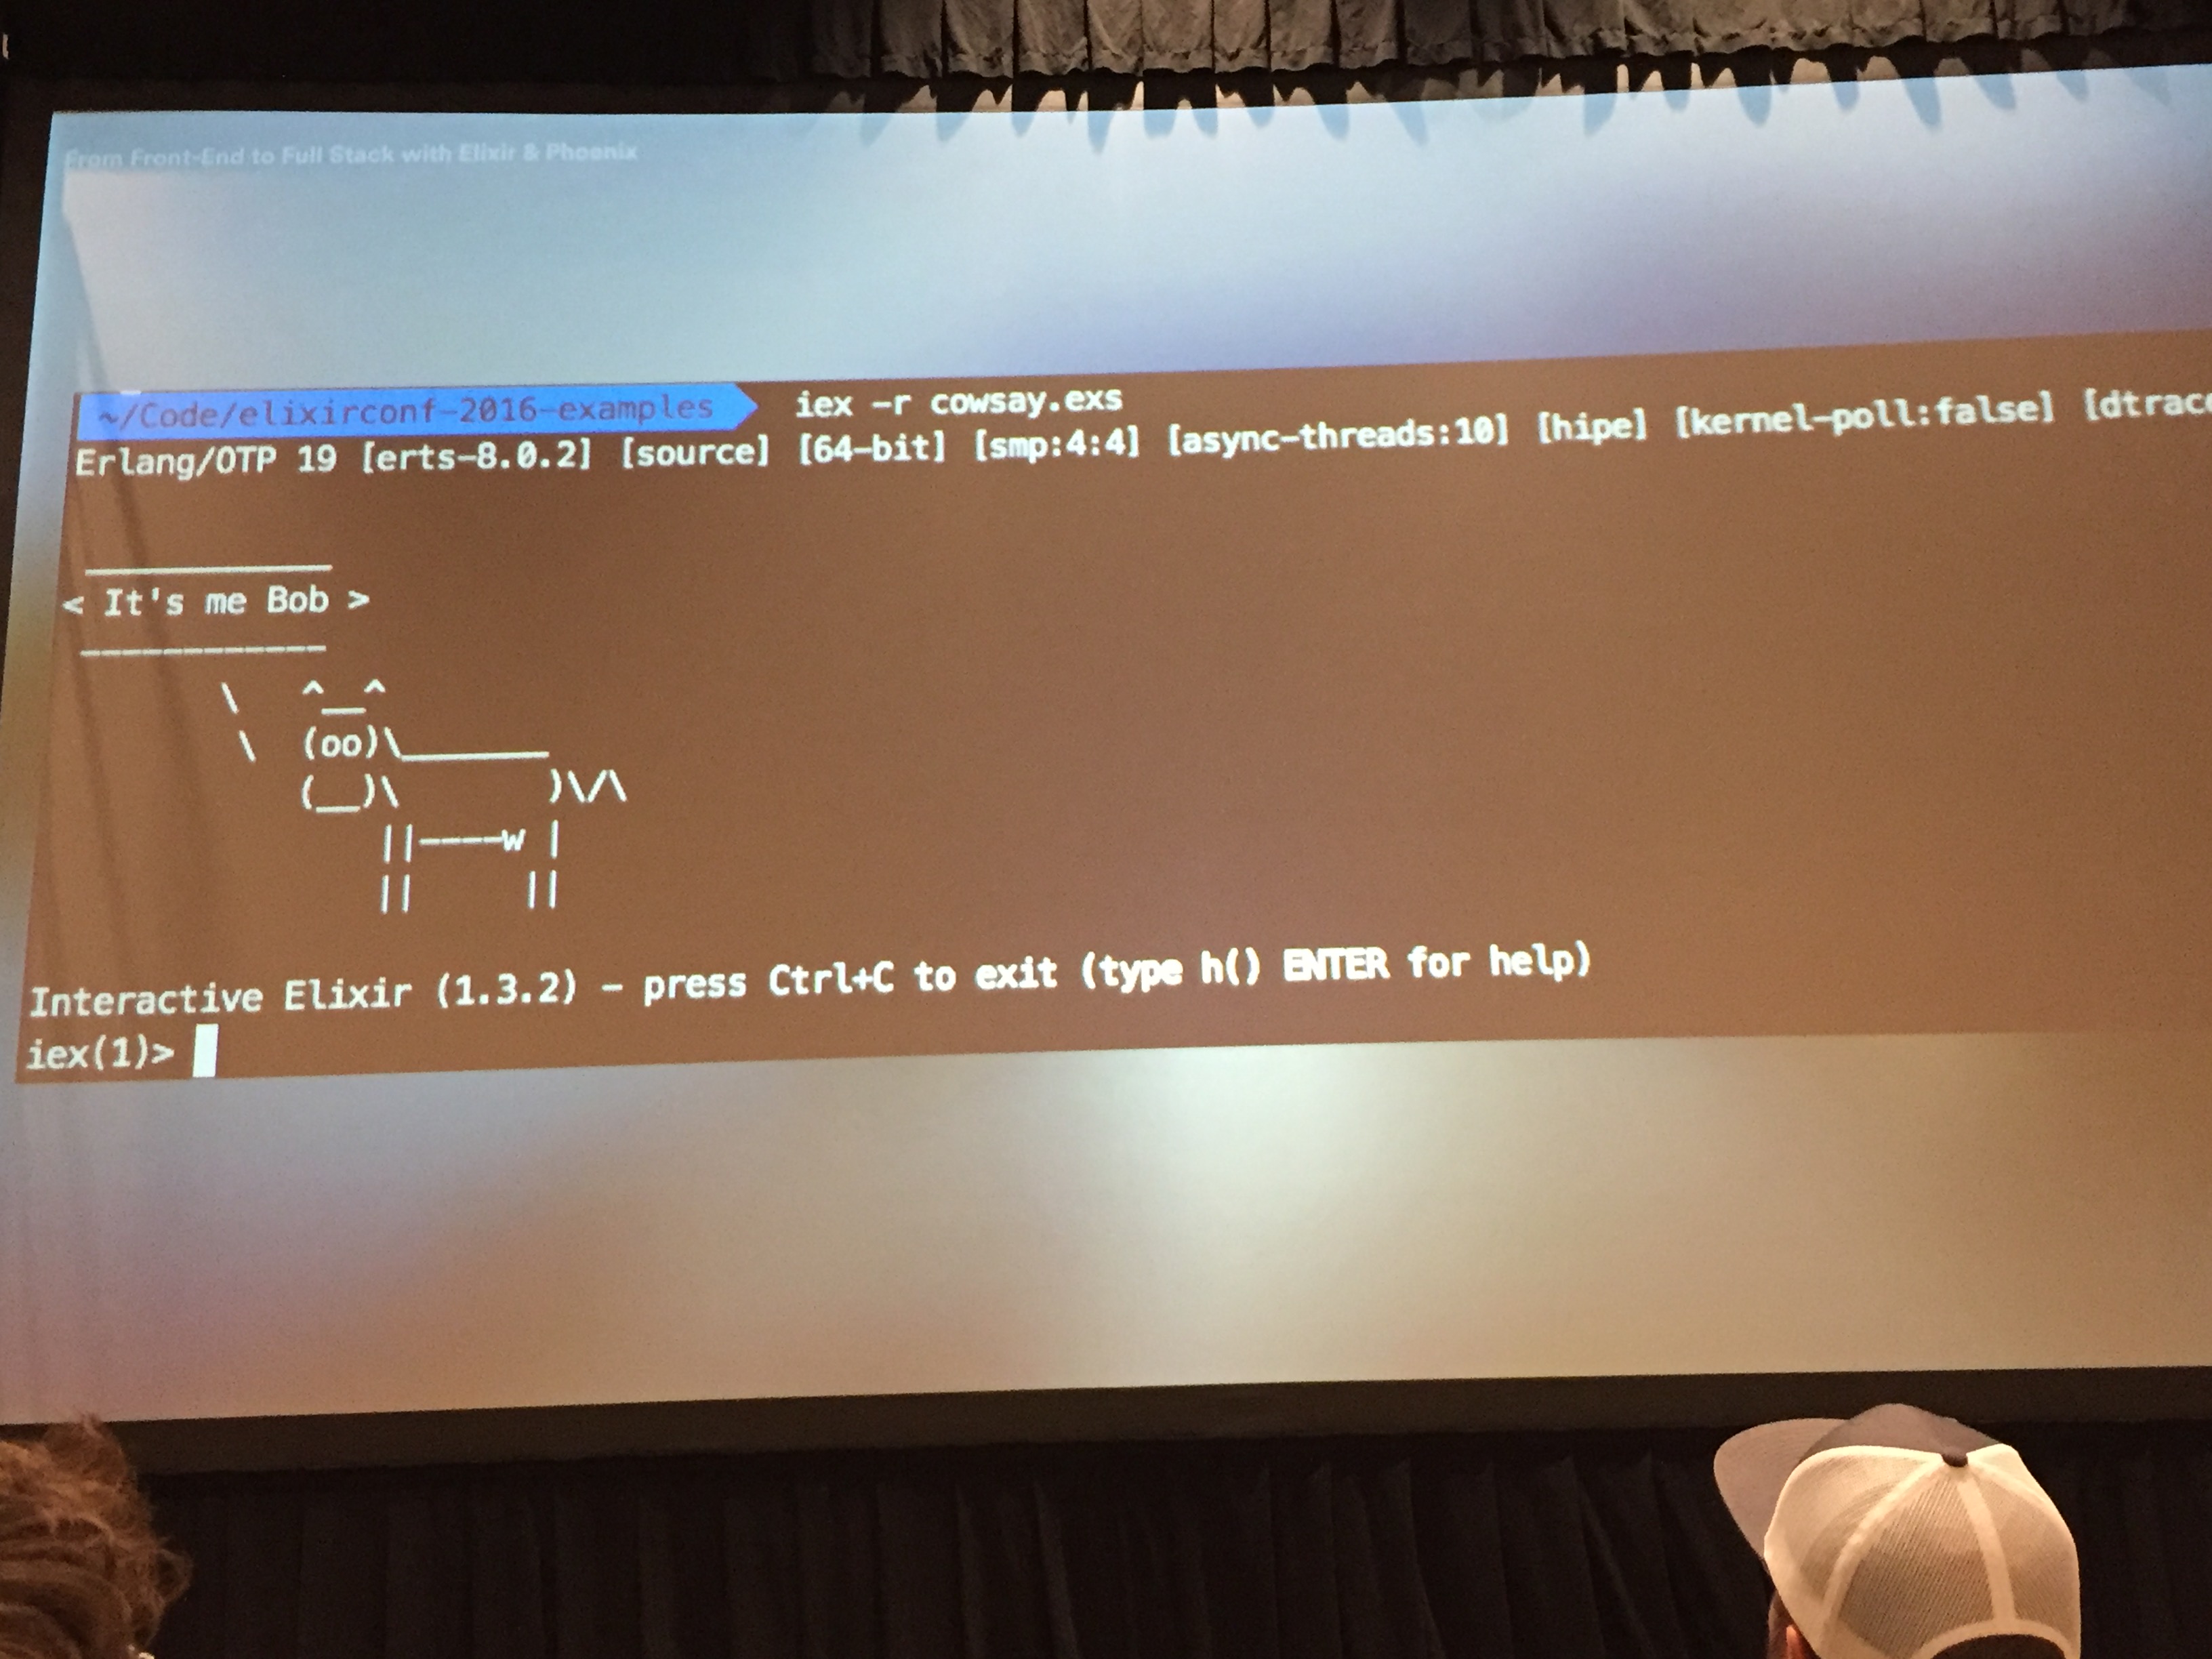 From Front-End to Full Stack with Elixir & Phoenix
~/Code/elixirconf-2016-examples iex -r cowsay.exs
Erlang/OTP 19 [erts-8.0.2] [source] [64-bit] [smp:4:4] [async-threads:10] [hipe] [kernel-poll:false] [dtrace
____________
< It's me Bob >
------------
\   ^__^
\  (oo)\_______
(__)\       )\/\
||----w |
||     ||
Interactive Elixir (1.3.2) - press Ctrl+C to exit (type h() ENTER for help)
iex(1)>